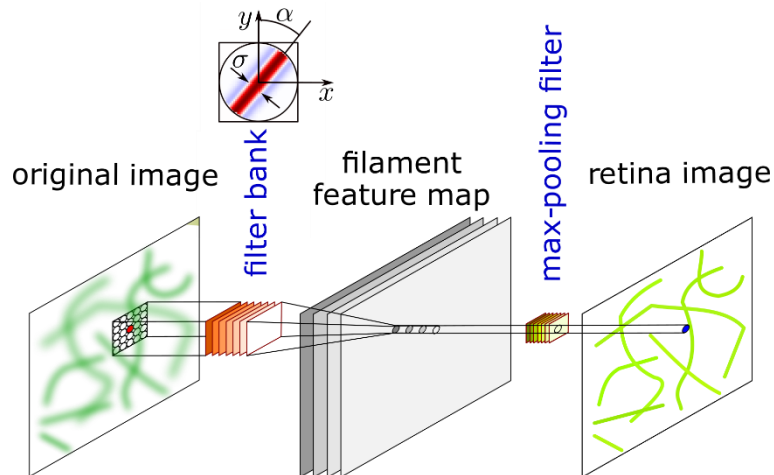 y
α
σ
x
original image
filter bank
filament
feature map
max-pooling filter
retina image